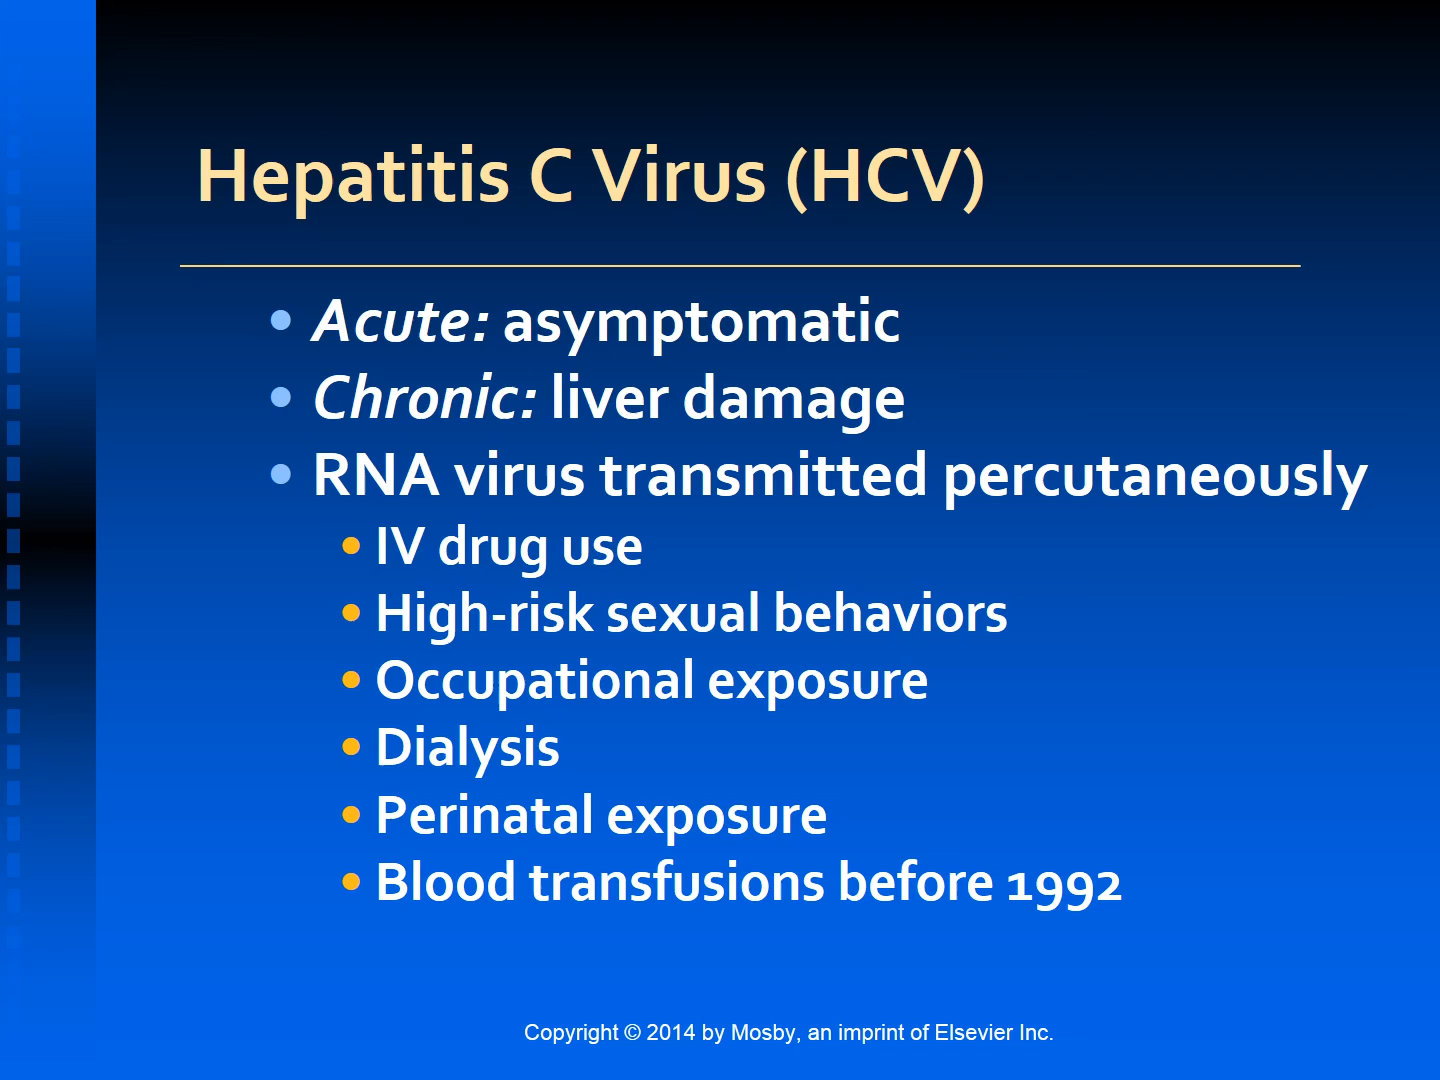 Hepatitis C Virus (HCV)
• Acute: asymptomatic
• Chronic: liver damage
• RNA virus transmitted percutaneously
• IV drug use
• High-risk sexual behaviors
• Occupational exposure
• Dialysis
• Perinatal exposure
• Blood transfusions before 1992
Copyright © 2014 by Mosby, an imprint of Elsevier Inc.